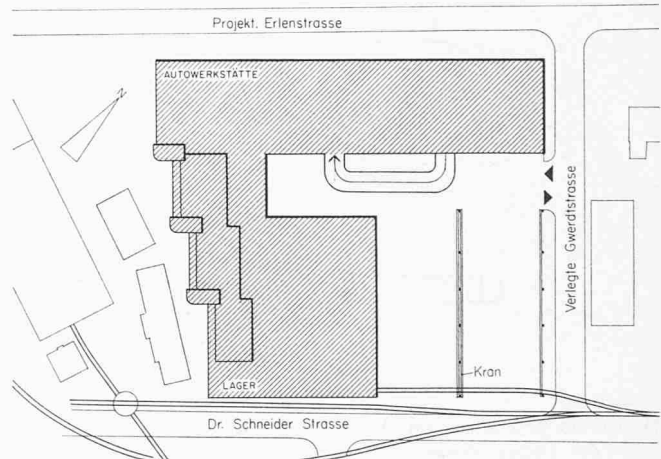 Projekt. Erlenstrasse
AUTOWERKSTÄTTE
N
Verlegte Gwerdtstrasse
Kran
LAGER
Dr. Schneider Strasse